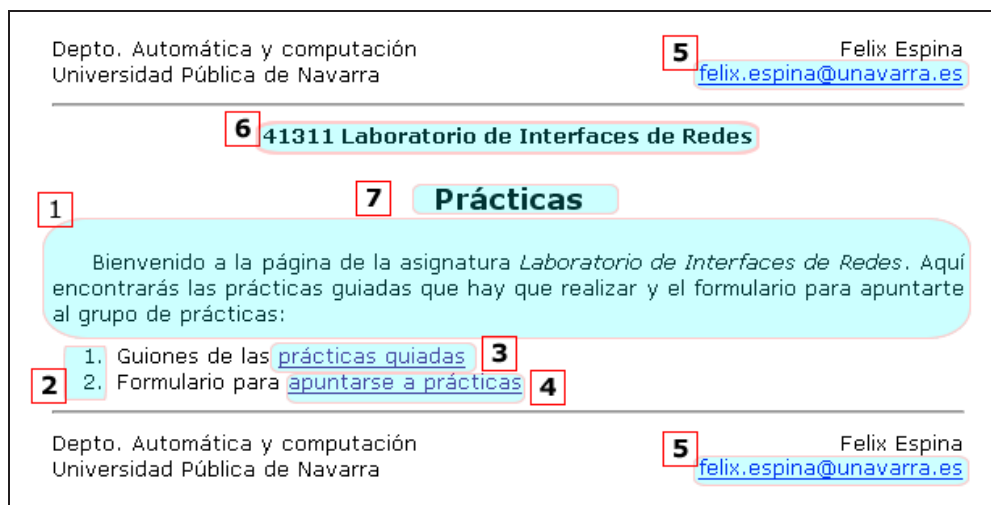 Depto. Automática y computación 5 Felix Espina
Universidad Pública de Navarra felix.espina@unavarra.es
6 41311 Laboratorio de Interfaces de Redes
7 Prácticas
1
Bienvenido a la página de la asignatura Laboratorio de Interfaces de Redes. Aquí
encontrarás las prácticas guiadas que hay que realizar y el formulario para apuntarte
al grupo de prácticas:
1. Guiones de las prácticas guiadas 3
2 2. Formulario para apuntarse a prácticas 4
Depto. Automática y computación 5 Felix Espina
Universidad Pública de Navarra felix.espina@unavarra.es